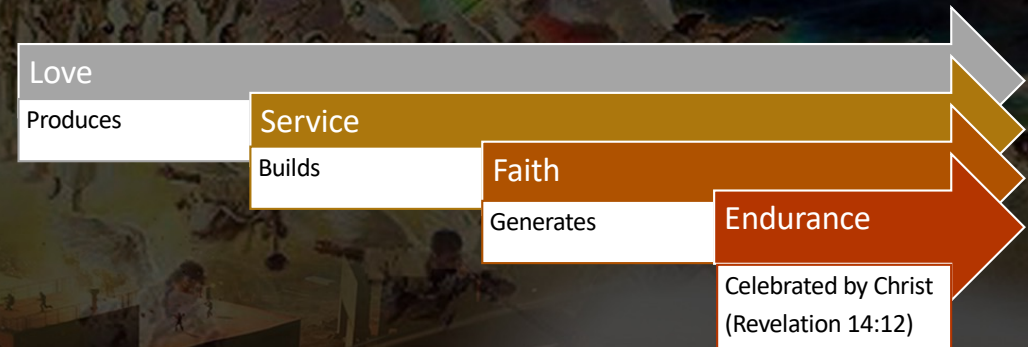 Love
Produces
Service
Builds
Faith
Generates
Endurance
Celebrated by Christ
(Revelation 14:12)